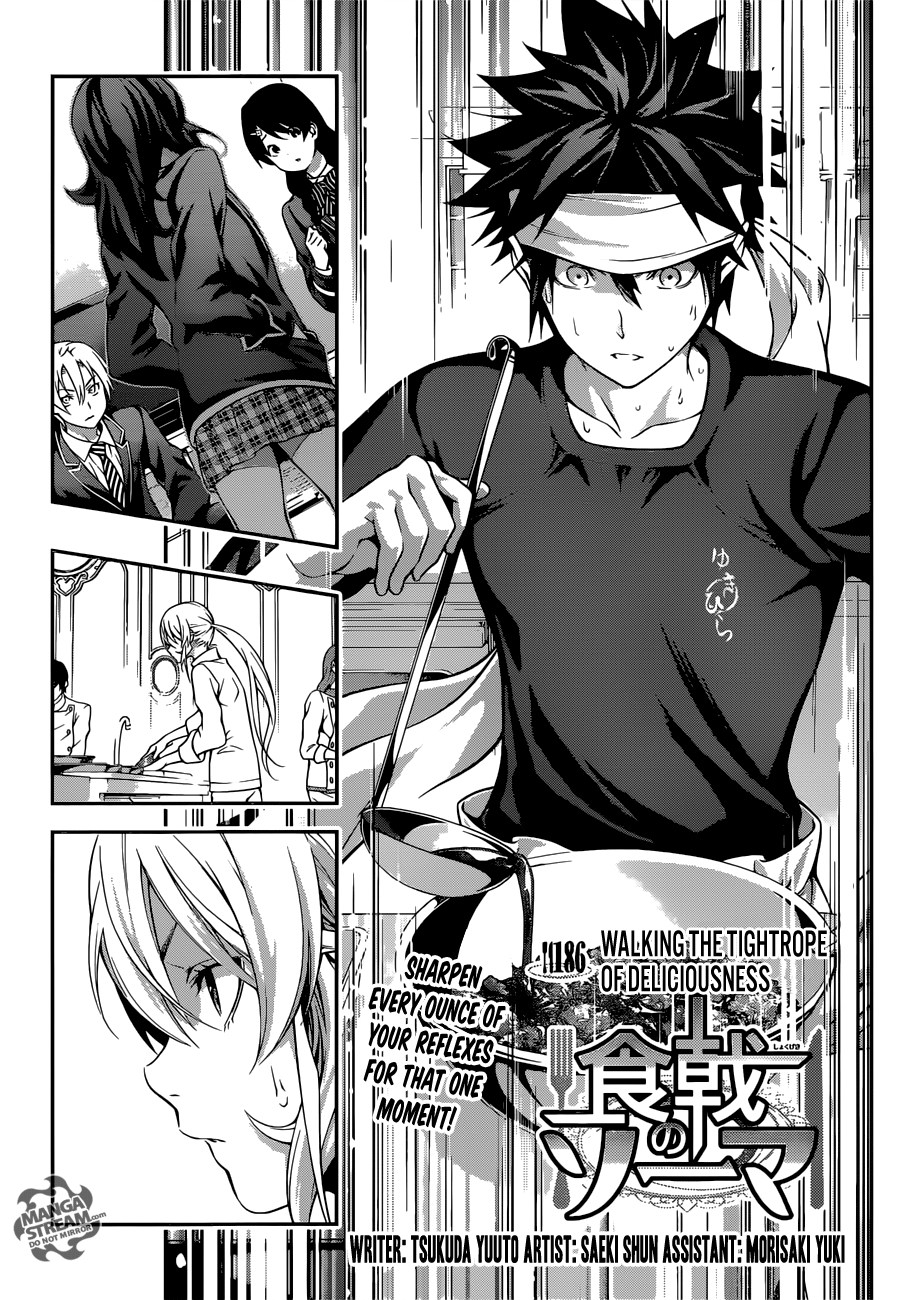 ゆきひら
#186
WALKING THE TIGHTROPE
OF DELICIOUSNESS
SHARPEN
EVERY OUNCE OF
YOUR REFLEXES
FOR THAT ONE
MOMENT!
しょくげき
食戟の
ソーマ
MANGA
STREAM.com
DO NOT MIRROR!
WRITER: TSUKUDA YUUTO ARTIST: SAEKI SHUN ASSISTANT: MORISAKI YUKI